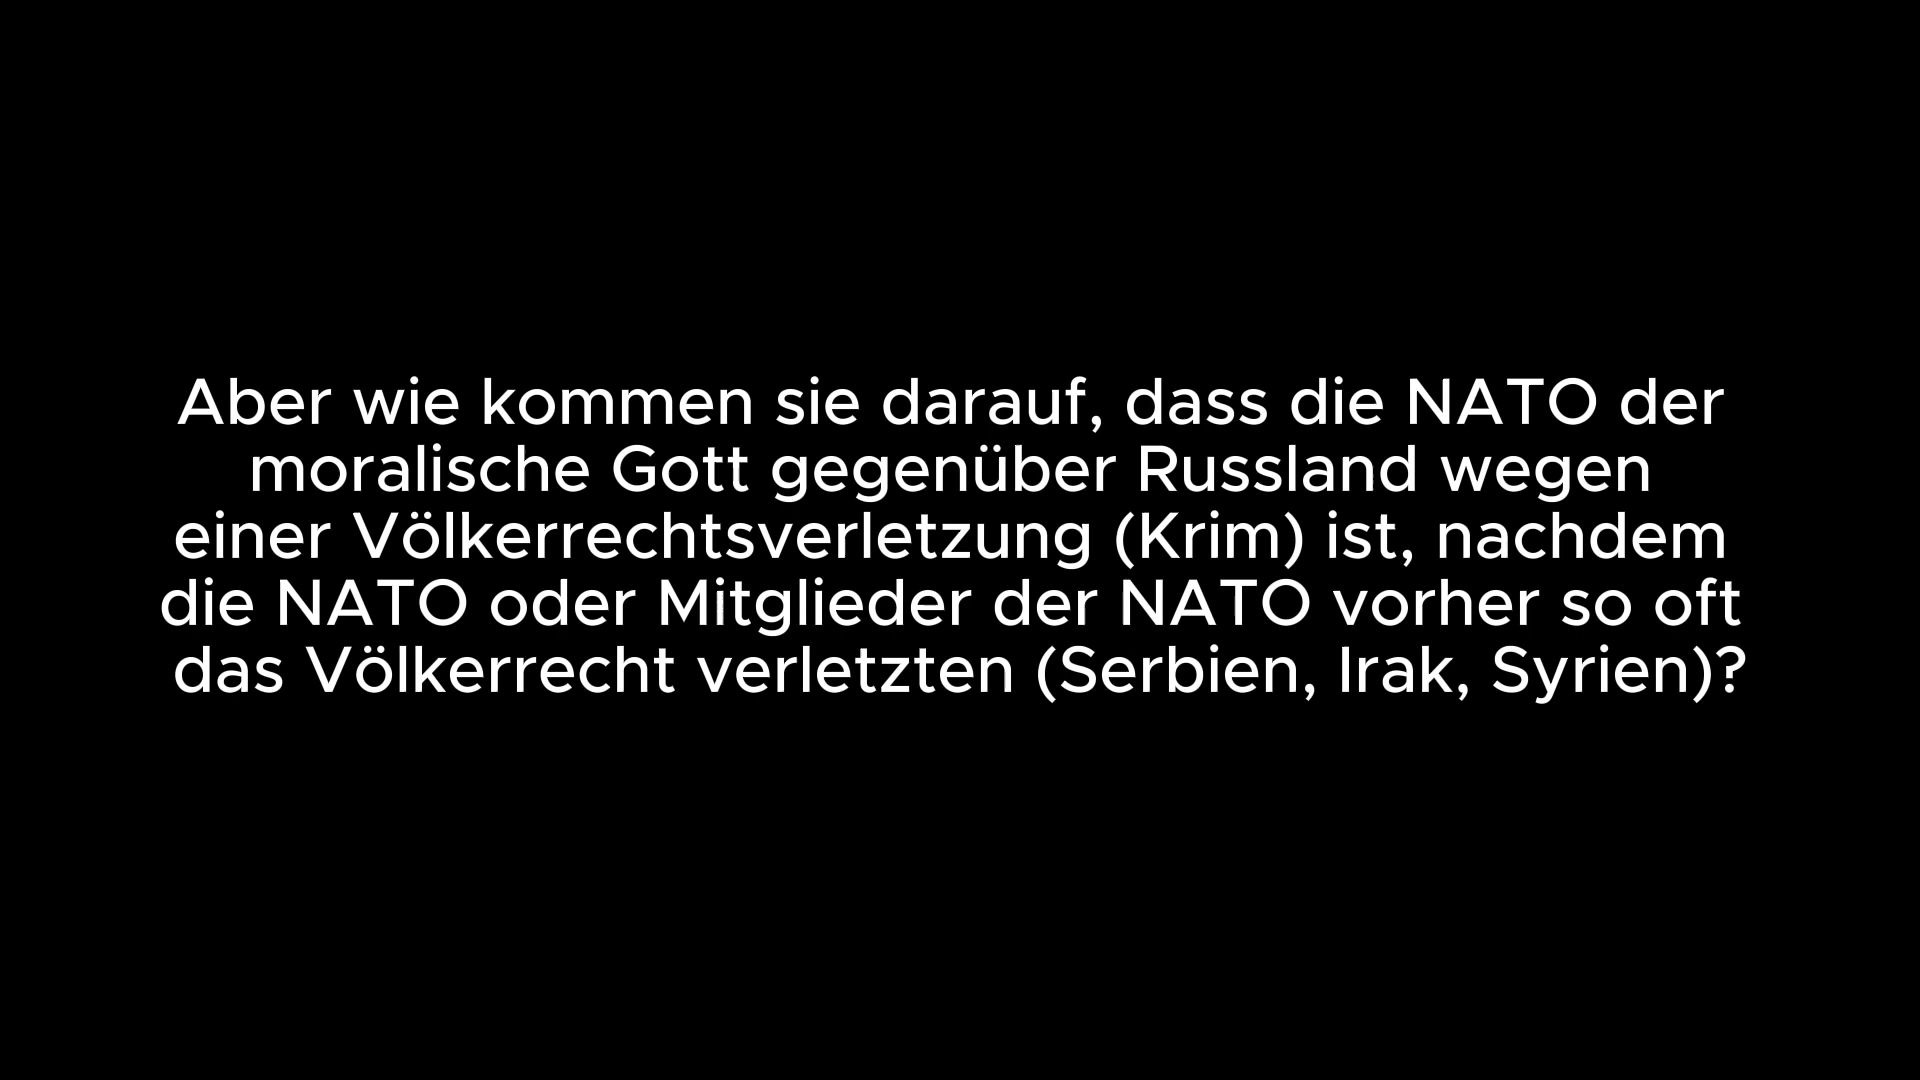 Aber wie kommen sie darauf, dass die NATO der
moralische Gott gegenüber Russland wegen
einer Völkerrechtsverletzung (Krim) ist, nachdem
die NATO oder Mitglieder der NATO vorher so oft
das Völkerrecht verletzten (Serbien, Irak, Syrien)?